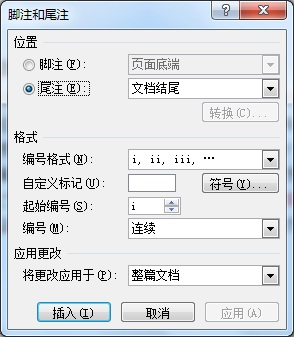 脚注和尾注
位置
脚注(F): 页面底端
尾注(E): 文档结尾
转换(C)...
格式
编号格式(N): i, ii, iii, …
自定义标记(U): 符号(Y)...
起始编号(S): i
编号(M): 连续
应用更改
将更改应用于(P): 整篇文档
插入(I) 取消 应用(A)